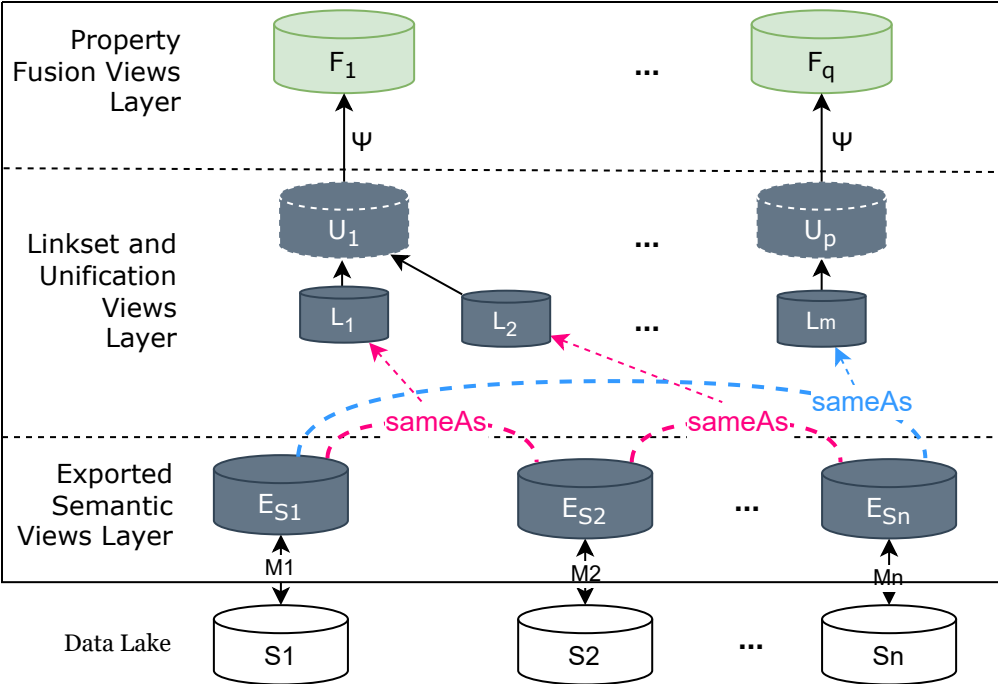 Property
Fusion Views
Layer
F1
...
Fq
Ψ
Ψ
Linkset and
Unification
Views
Layer
U1
...
Up
L1
L2
...
Lm
sameAs
sameAs
sameAs
Exported
Semantic
Views Layer
ES1
ES2
...
ESn
M1
M2
Mn
Data Lake
S1
S2
...
Sn